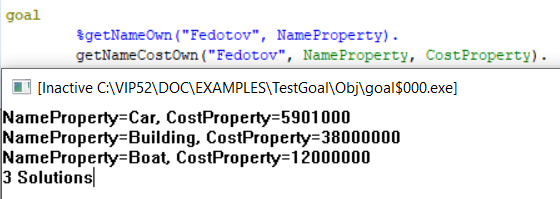 goal
%getNameOwn("Fedotov", NameProperty).
getNameCostOwn("Fedotov", NameProperty, CostProperty).
[Inactive C:\VIP52\DOC\EXAMPLES\TestGoal\Obj\goal$000.exe]
NameProperty=Car, CostProperty=5901000
NameProperty=Building, CostProperty=38000000
NameProperty=Boat, CostProperty=12000000
3 Solutions